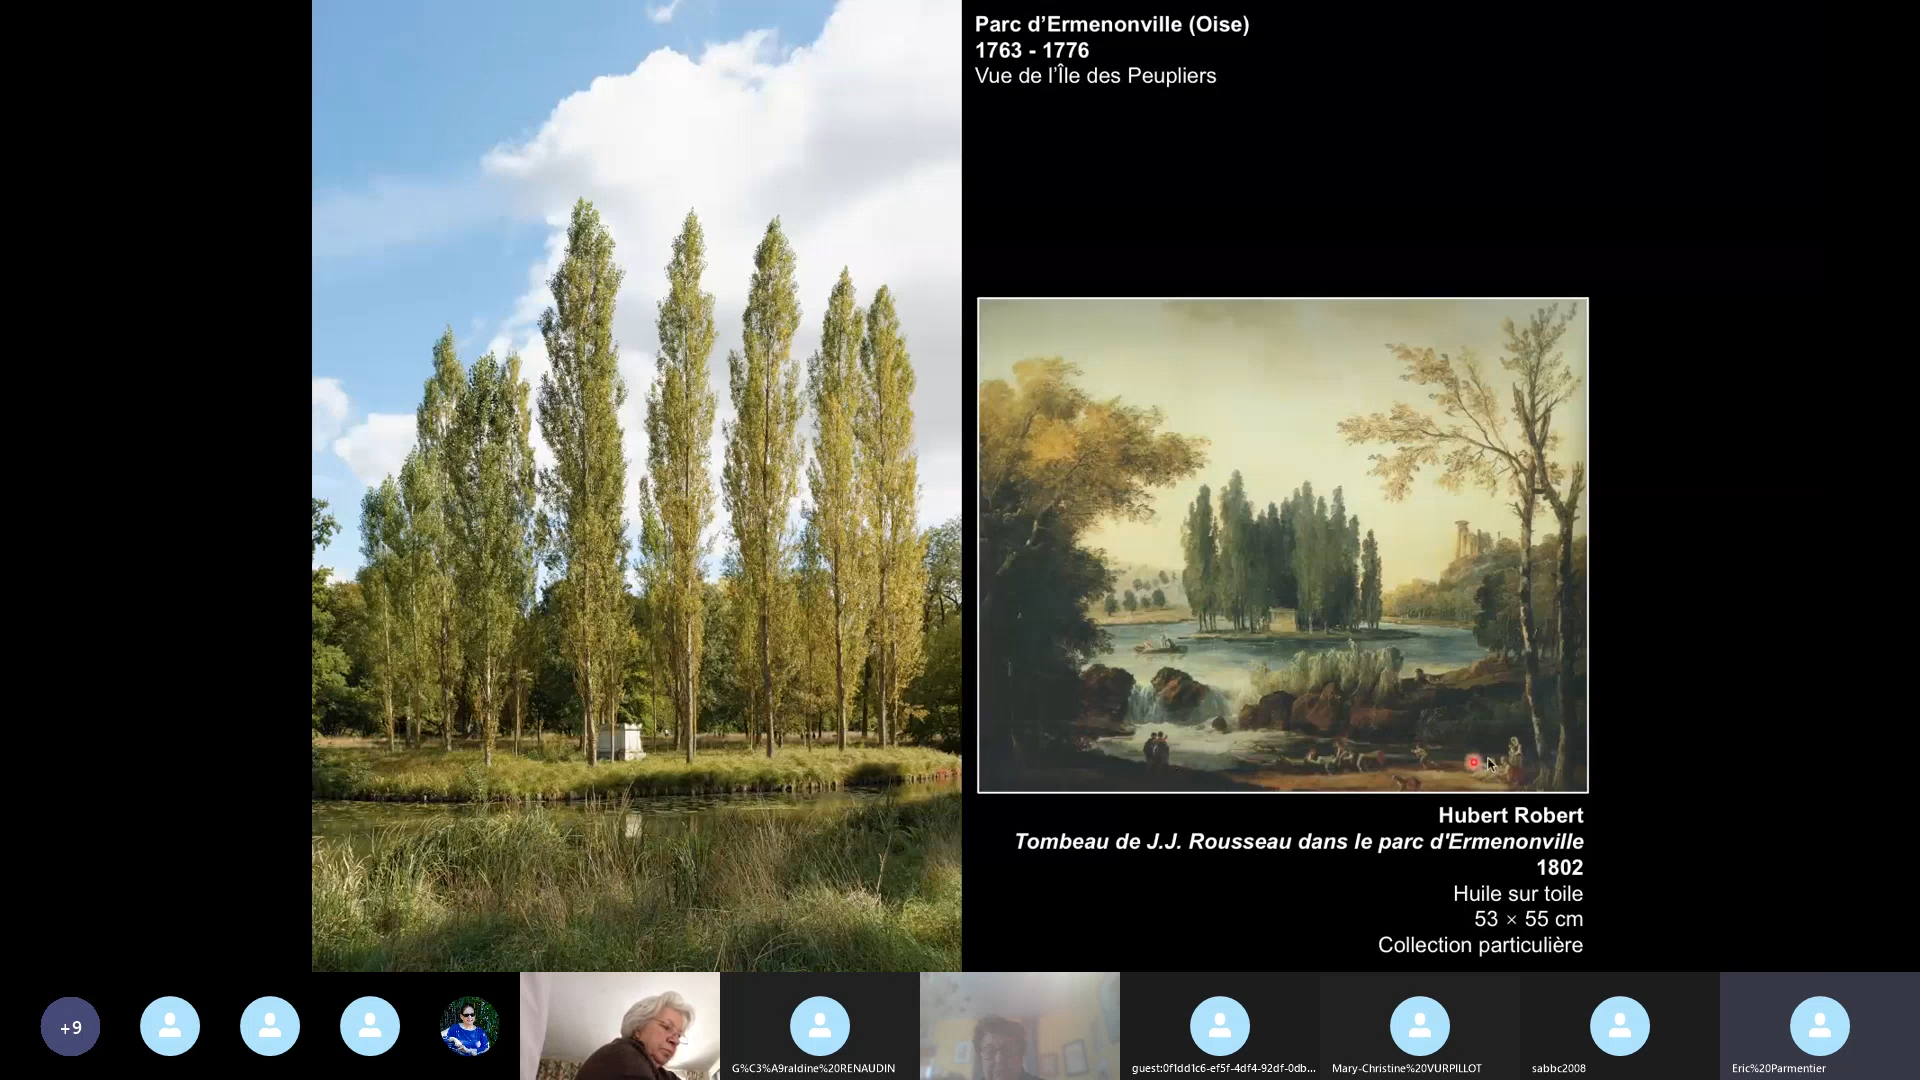 Parc d’Ermenonville (Oise)
1763 - 1776
Vue de l’Île des Peupliers
Hubert Robert
Tombeau de J.J. Rousseau dans le parc d'Ermenonville
1802
Huile sur toile
53 × 55 cm
Collection particulière
+9
G%C3%A9raldine%20RENAUDIN
guest:0f1dd1c6-ef5f-4df4-92df-0db...
Mary-Christine%20VURPILLOT
sabbc2008
Eric%20Parmentier